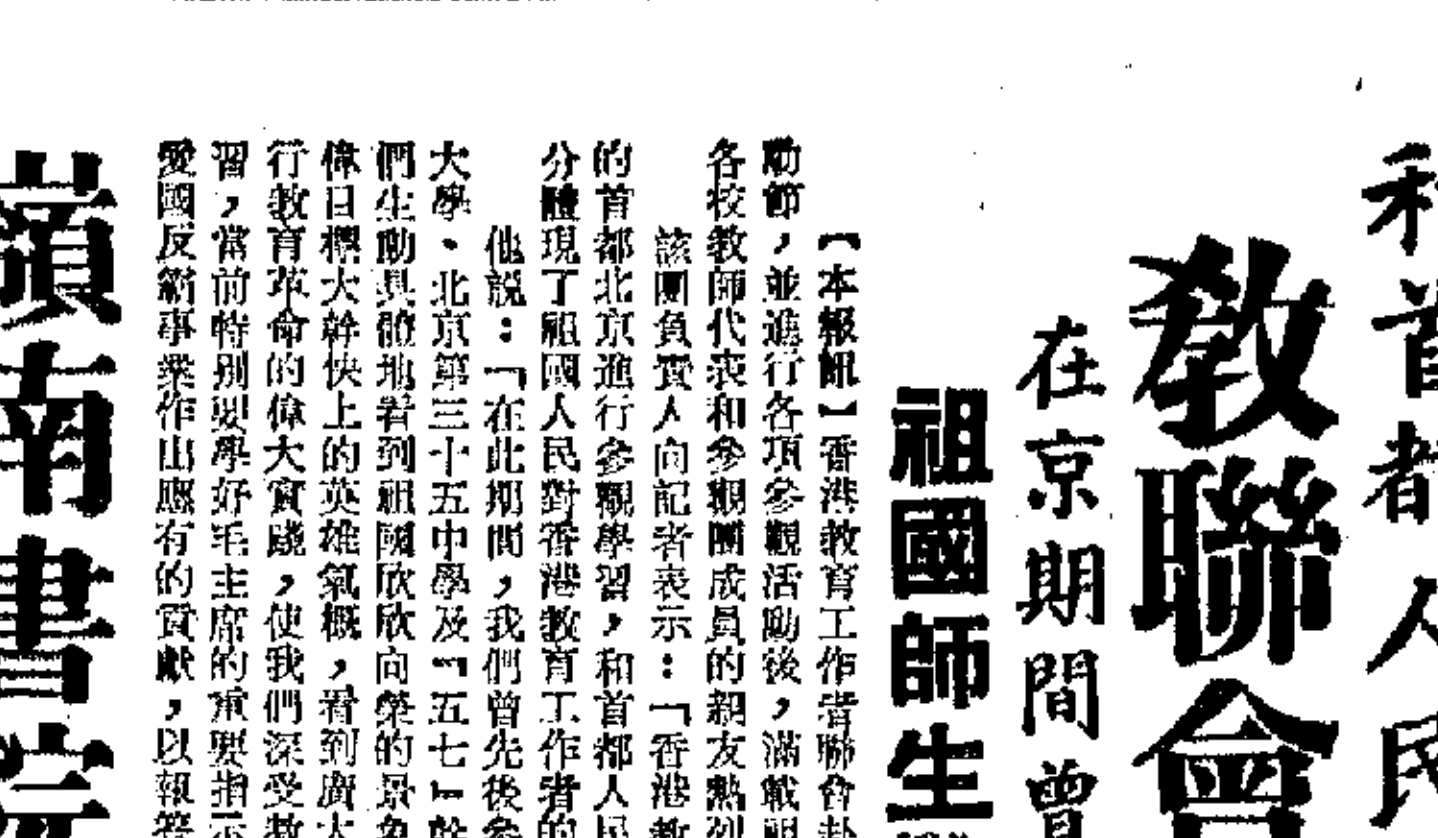 者人民
教聯會
在京期間曾
祖國師生
【本報訊】香港教育工作者聯會赴
動節，並進行各項參觀活動後，滿載祖
各校教師代表和參觀團成員的親友熱烈
該團負責人向記者表示：「香港教
的首都北京進行參觀學習，和首都人民
分體現了祖國人民對香港教育工作者的
他說：「在此期間，我們曾先後參
大學、北京第三十五中學及『五七』幹
們生動具體地看到祖國欣欣向榮的景象
偉日標大幹快上的英雄氣概，看到廣大
行教育革命的偉大實踐，使我們深受教
習，當前特別要學好毛主席的重要指示
愛國反霸事業作出應有的貢獻，以報答
嶺南書院